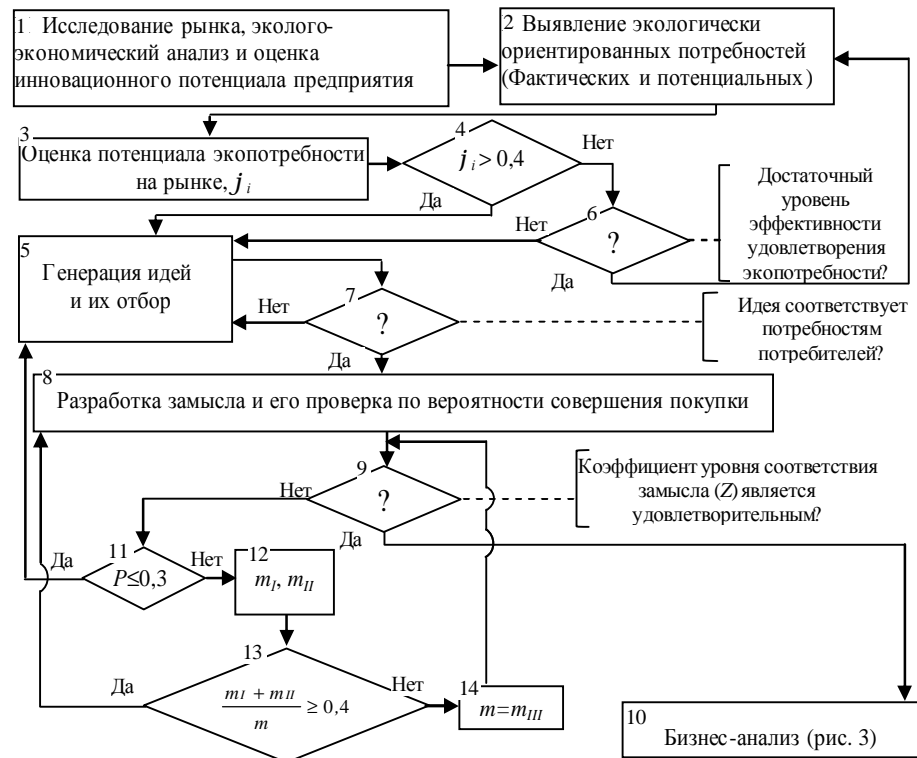 1 Исследование рынка, эколого-
экономический анализ и оценка
инновационного потенциала предприятия
2 Выявление экологически
ориентированных потребностей
(Фактических и потенциальных)
3
Оценка потенциала экопотребности
на рынке, j i
4
j i > 0,4
Нет
Да
Достаточный
уровень
эффективности
удовлетворения
экопотребности?
6
?
Нет
Да
5
Генерация идей
и их отбор
7
?
Нет
Да
Идея соответствует
потребностям
потребителей?
8
Разработка замысла и его проверка по вероятности совершения покупки
9
?
Нет
Да
Коэффициент уровня соответствия
замысла (Z) является
удовлетворительным?
11
P≤0,3
Да
Нет
12
mI, mII
13
mI + mII
m
≥ 0,4
Да
Нет
14
m=mIII
10
Бизнес-анализ (рис. 3)